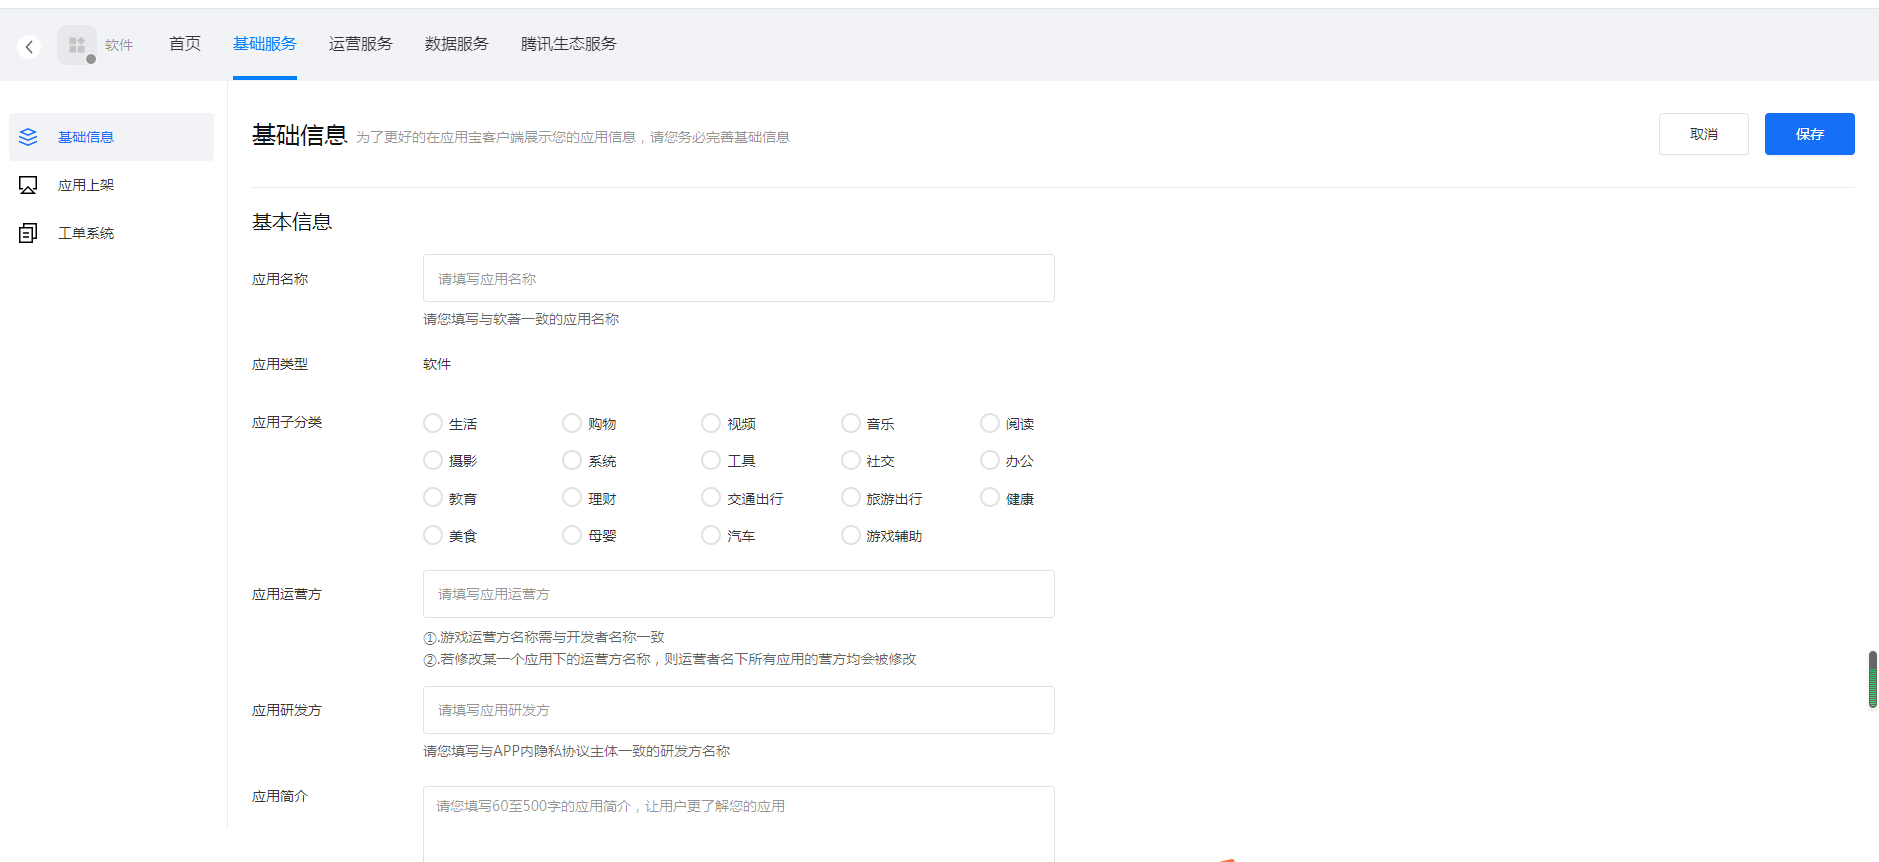 软件
首页
基础服务
运营服务
数据服务
腾讯生态服务
基础信息
应用上架
工单系统
基础信息 为了更好的在应用宝客户端展示您的应用信息，请您务必完善基础信息
取消
保存
基本信息
应用名称
请填写应用名称
请您填写与软著一致的应用名称
应用类型
软件
应用子分类
生活 购物 视频 音乐 阅读
摄影 系统 工具 社交 办公
教育 理财 交通出行 旅游出行 健康
美食 母婴 汽车 游戏辅助
应用运营方
请填写应用运营方
①.游戏运营方名称需与开发者名称一致
②.若修改某一个应用下的运营方名称，则运营者名下所有应用的营方均会被修改
应用研发方
请填写应用研发方
请您填写与APP内隐私协议主体一致的研发方名称
应用简介
请您填写60至500字的应用简介，让用户更了解您的应用